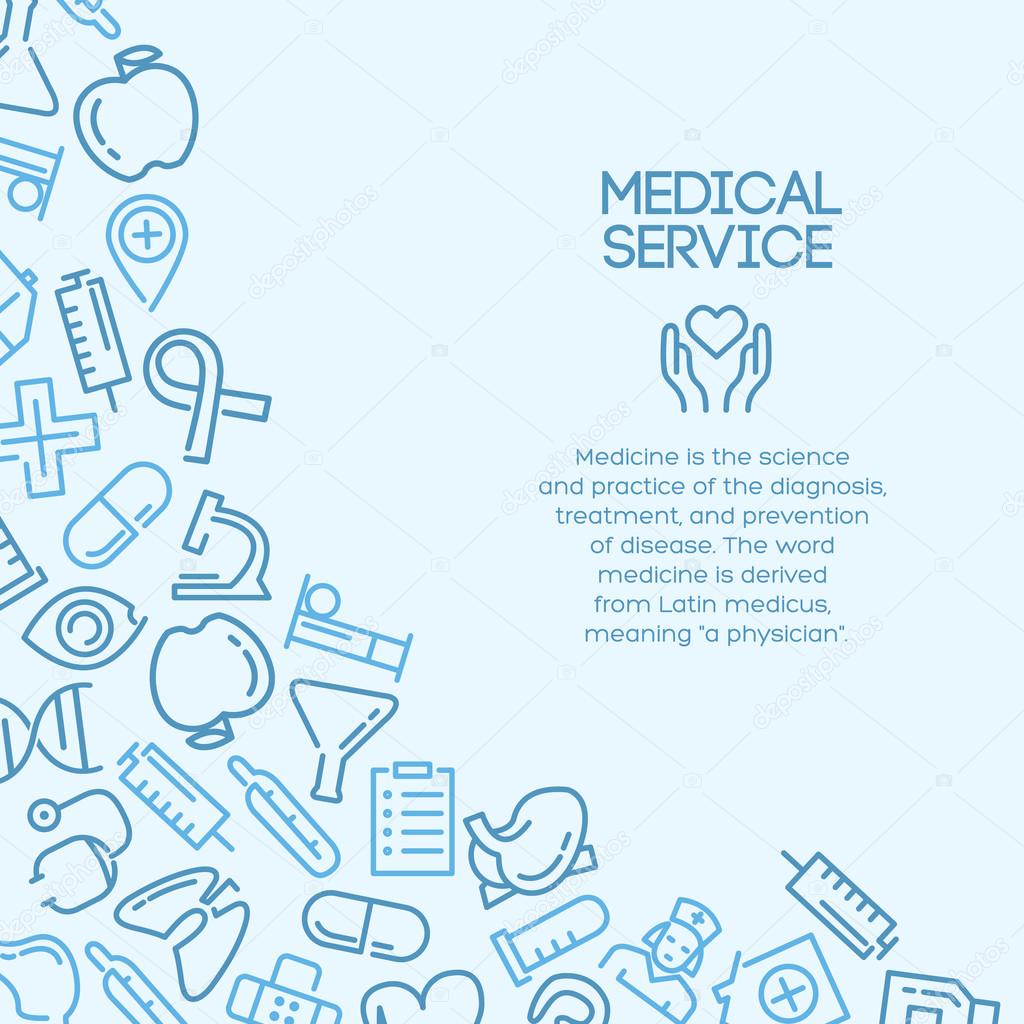 MEDICAL
SERVICE
Medicine is the science
and practice of the diagnosis,
treatment, and prevention
of disease. The word
medicine is derived
from Latin medicus,
meaning "a physician".
depositphotos